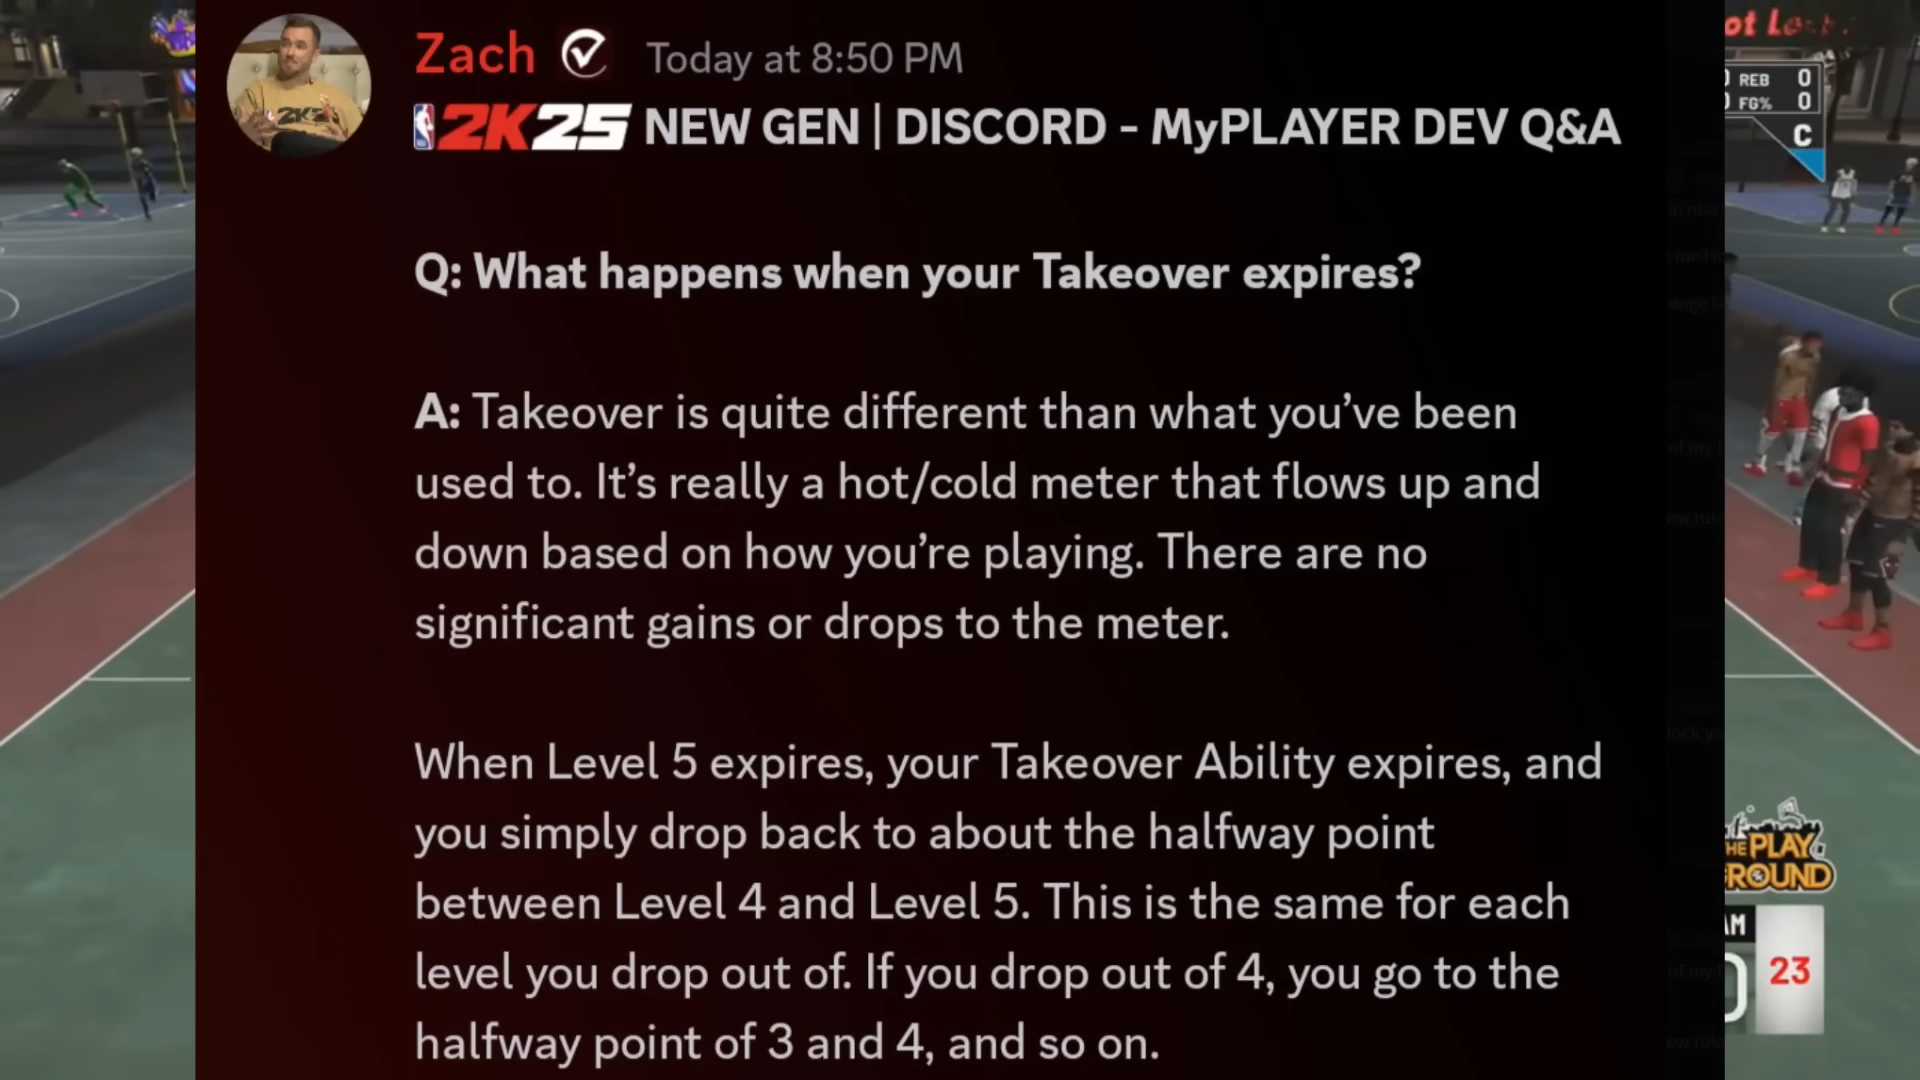 Zach Today at 8:50 PM
2K25 NEW GEN | DISCORD - MyPLAYER DEV Q&A
Q: What happens when your Takeover expires?
A: Takeover is quite different than what you’ve been
used to. It’s really a hot/cold meter that flows up and
down based on how you’re playing. There are no
significant gains or drops to the meter.
When Level 5 expires, your Takeover Ability expires, and
you simply drop back to about the halfway point
between Level 4 and Level 5. This is the same for each
level you drop out of. If you drop out of 4, you go to the
halfway point of 3 and 4, and so on.
2K
REB 0
FG% 0
C
THE PLAY
GROUND
23